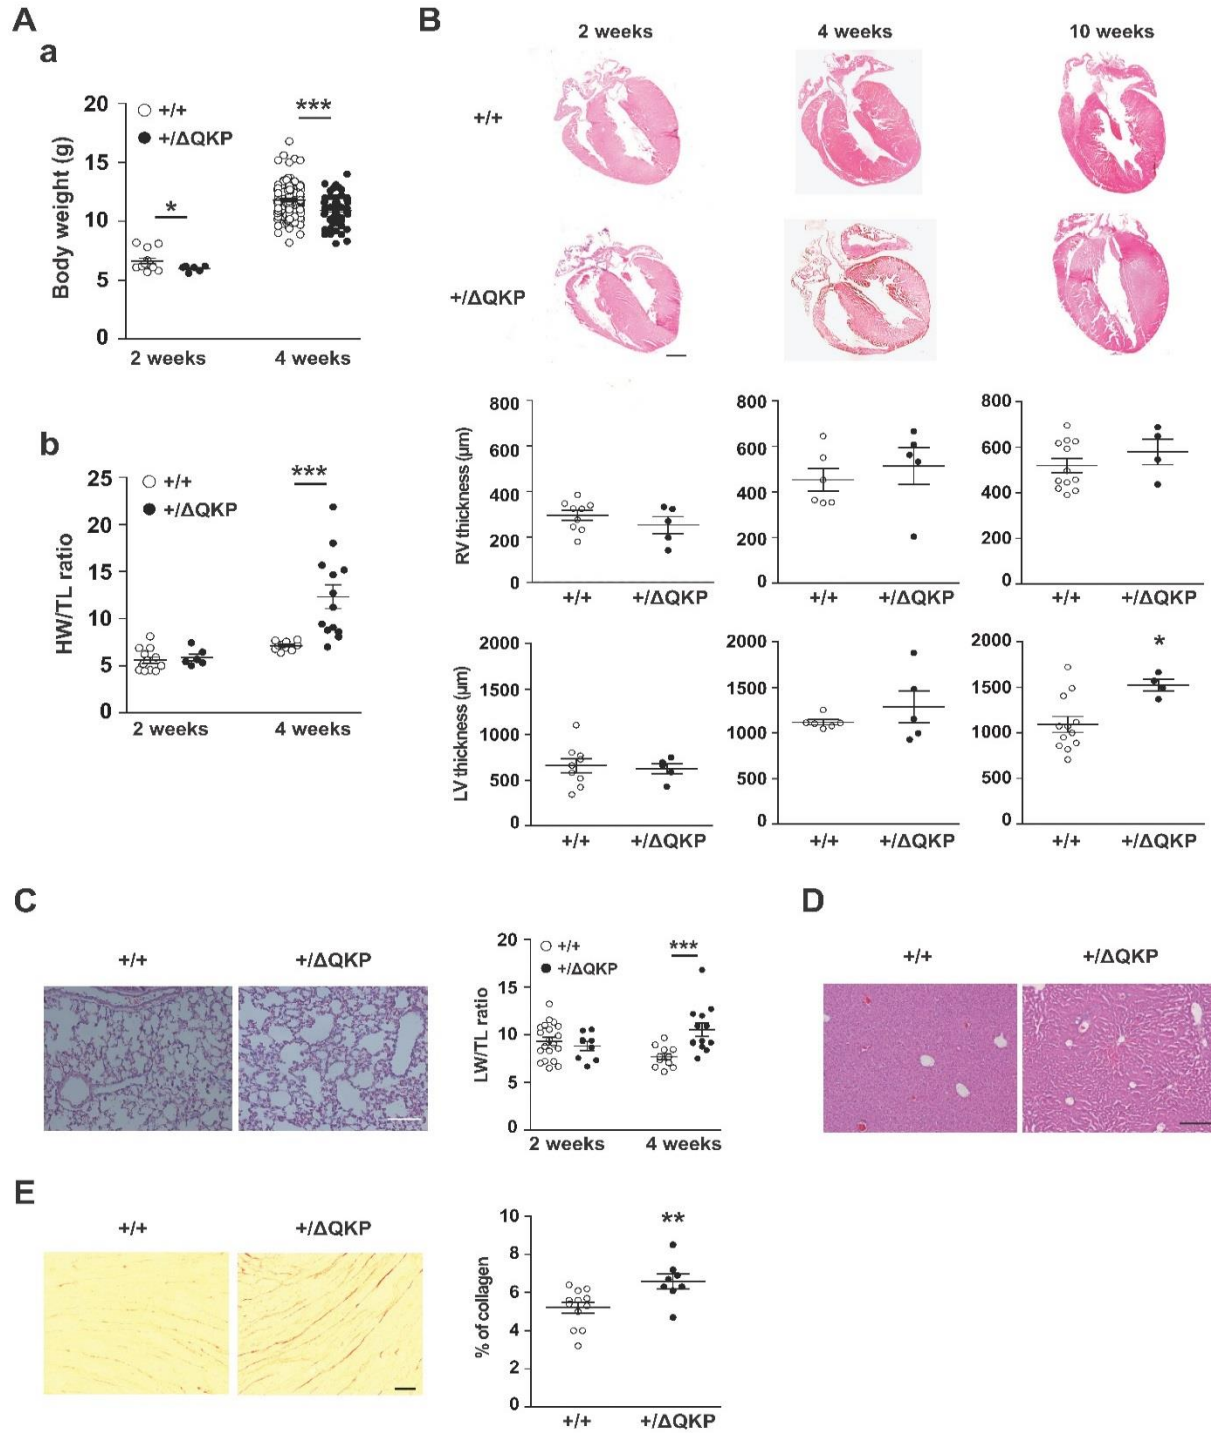 A
a
Body weight (g)
20
15
10
5
0
+/+
+/ΔQKP
*
***
2 weeks
4 weeks
b
HW/TL ratio
25
20
15
10
5
0
+/+
+/ΔQKP
***
2 weeks
4 weeks
B
2 weeks
4 weeks
10 weeks
+/+
+/ΔQKP
RV thickness (µm)
800
600
400
200
0
+/+
+/ΔQKP
800
600
400
200
0
+/+
+/ΔQKP
800
600
400
200
0
+/+
+/ΔQKP
LV thickness (µm)
2000
1500
1000
500
0
+/+
+/ΔQKP
2000
1500
1000
500
0
+/+
+/ΔQKP
2000
1500
1000
500
0
*
+/+
+/ΔQKP
C
+/+
+/ΔQKP
LW/TL ratio
20
15
10
5
0
+/+
+/ΔQKP
***
2 weeks
4 weeks
D
+/+
+/ΔQKP
E
+/+
+/ΔQKP
% of collagen
10
8
6
4
2
0
**
+/+
+/ΔQKP